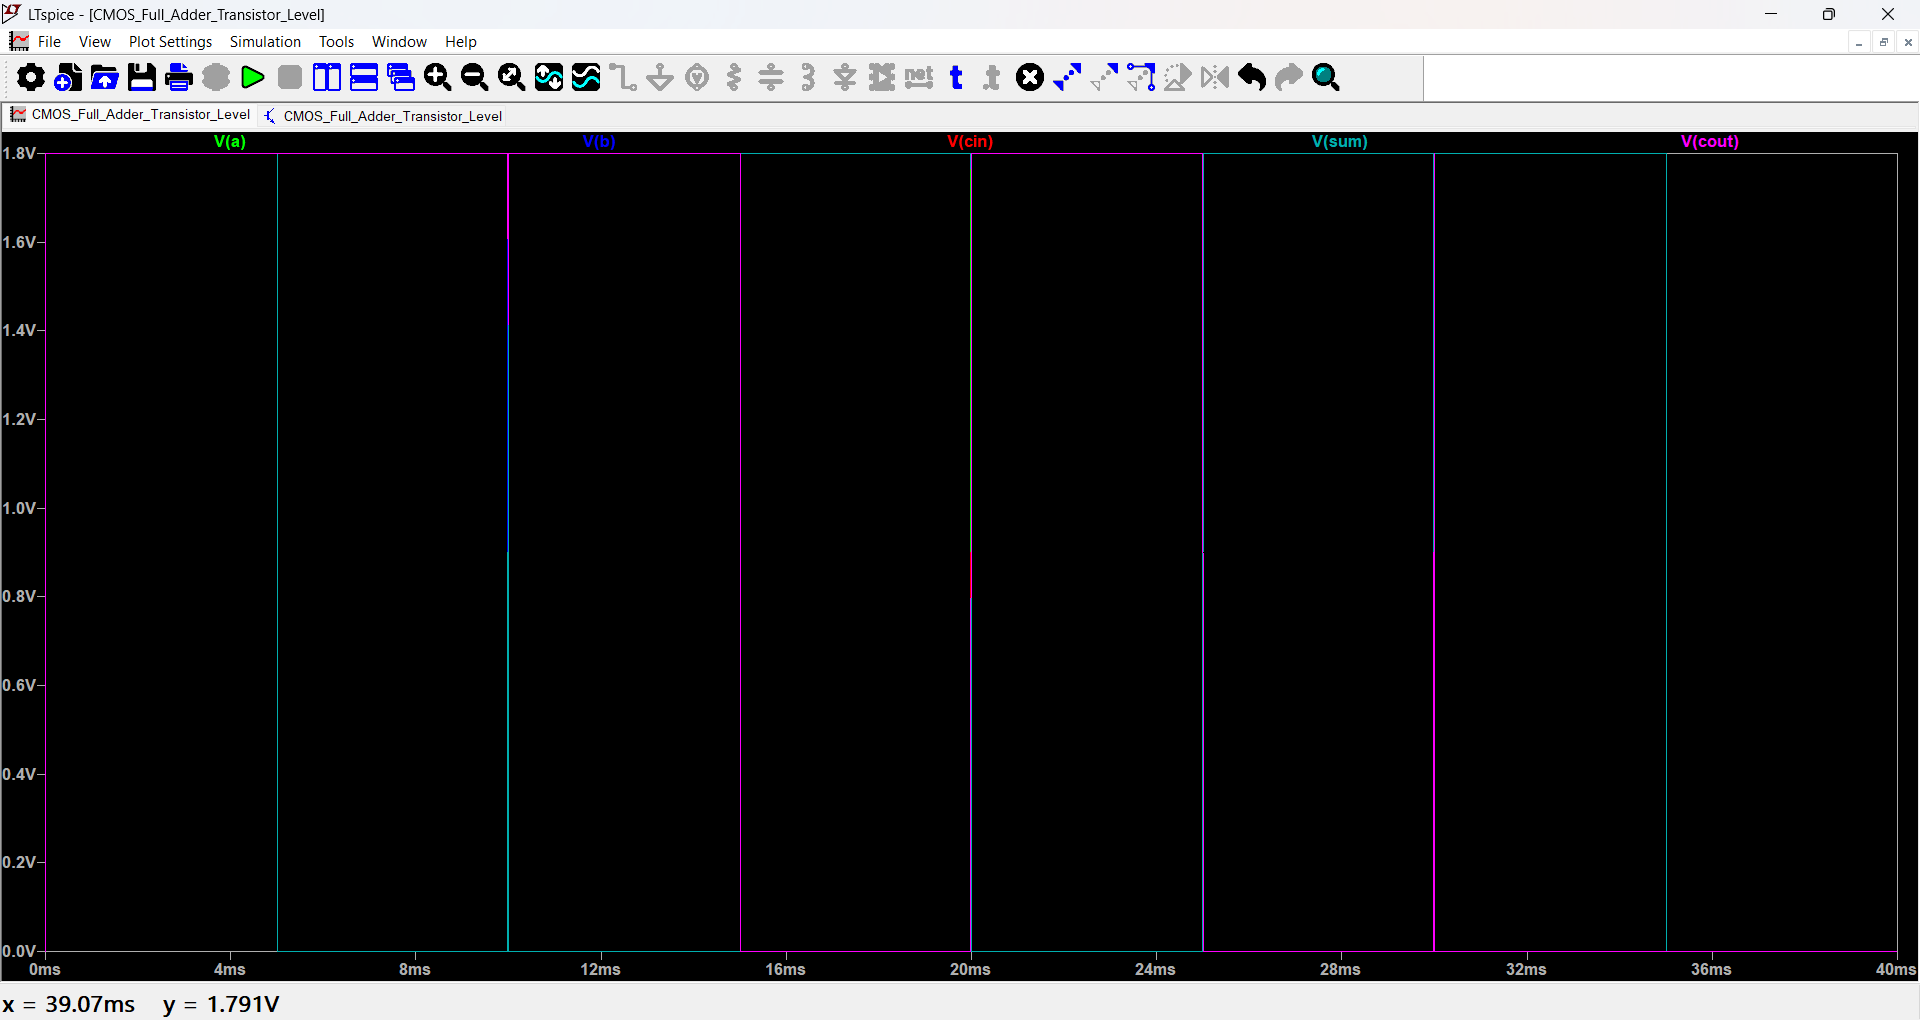 LTspice - [CMOS_Full_Adder_Transistor_Level]
File View Plot Settings Simulation Tools Window Help
net t t
CMOS_Full_Adder_Transistor_Level CMOS_Full_Adder_Transistor_Level
V(a) V(b) V(cin) V(sum) V(cout)
1.8V
1.6V
1.4V
1.2V
1.0V
0.8V
0.6V
0.4V
0.2V
0.0V
0ms 4ms 8ms 12ms 16ms 20ms 24ms 28ms 32ms 36ms 40ms
x = 39.07ms y = 1.791V